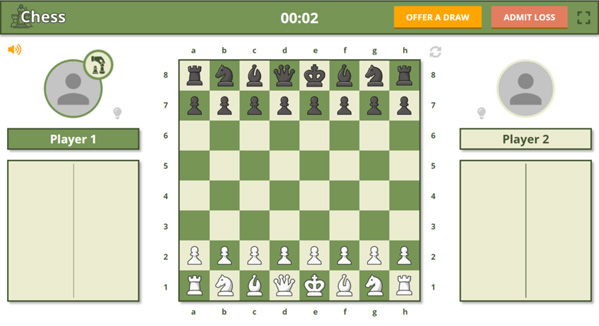 Chess
00:02
OFFER A DRAW
ADMIT LOSS
a b c d e f g h
8 8
7 7
6 6
Player 1
Player 2
5 5
4 4
3 3
2 2
1 1
a b c d e f g h